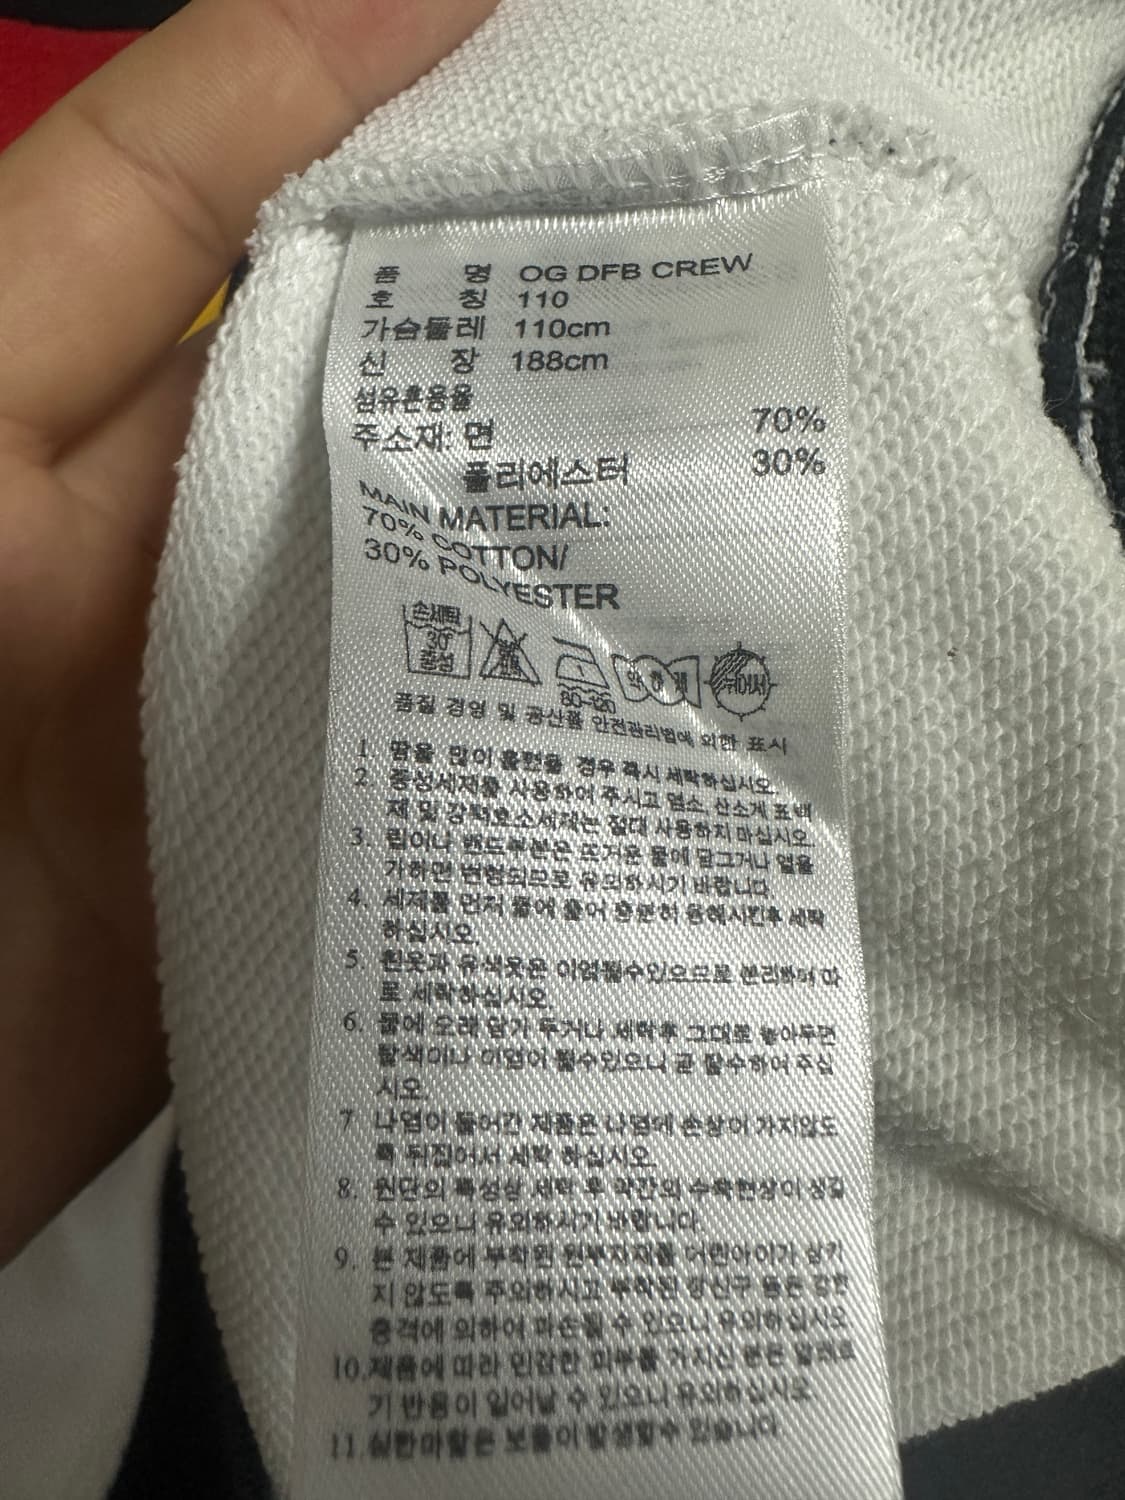 품 명 OG DFB CREW
호 칭 110
가슴둘레 110cm
신 장 188cm
섬유혼용율
주소재: 면 70%
폴리에스터 30%
MAIN MATERIAL:
70% COTTON/
30% POLYESTER
손세탁
30°
중성
80~120
약하게
뉘어서
품질 경영 및 공산품 안전관리법에 의한 표시
1 땀을 많이 흘렸을 경우 즉시 세탁하십시오.
2. 중성세제를 사용하여 주시고 염소 산소계 표백
제 및 강력효소세제는 절대 사용하지 마십시오.
3. 립이나 밴드부분은 뜨거운 물에 담그거나 열을
가하면 변형되므로 유의하시기 바랍니다
4. 세제를 먼저 물에 풀어 충분히 용해시킨후 세탁
하십시오.
5. 흰옷과 유색옷은 이염될수있으므로 분리하여 따
로 세탁하십시오.
6. 물에 오래 담가 두거나 세탁후 그대로 놓아두면
탈색이나 이염이 될수있으니 곧 탈수하여 주십
시오.
7 나염이 들어간 제품은 나염에 손상이 가지않도
록 뒤집어서 세탁 하십시오.
8. 원단의 특성상 세탁 후 약간의 수축현상이 생길
수 있으니 유의하시기 바랍니다.
9. 본 제품에 부착된 원부자재를 어린아이가 삼키
지 않도록 주의하시고 부착된 장신구 등은 강한
충격에 의하여 파손될 수 있으니 유의하십시오
10.제품에 따라 민감한 피부를 가지신 분은 알레르
기 반응이 일어날 수 있으니 유의하십시오.
11.심한마찰은 보풀이 발생할수 있습니다.